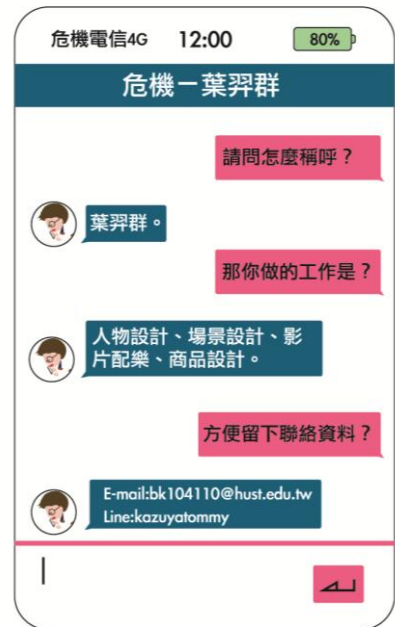 危機電信4G 12:00 80%
危機－葉羿群
請問怎麼稱呼？
葉羿群。
那你做的工作是？
人物設計、場景設計、影
片配樂、商品設計。
方便留下聯絡資料？
E-mail:bk104110@hust.edu.tw
Line:kazuyatommy